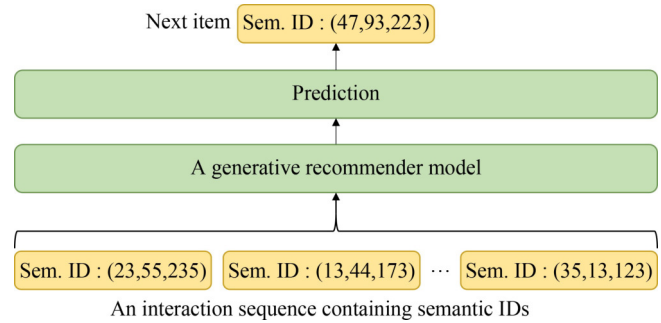 Next item Sem. ID : (47,93,223)
Prediction
A generative recommender model
Sem. ID : (23,55,235) Sem. ID : (13,44,173) ··· Sem. ID : (35,13,123)
An interaction sequence containing semantic IDs